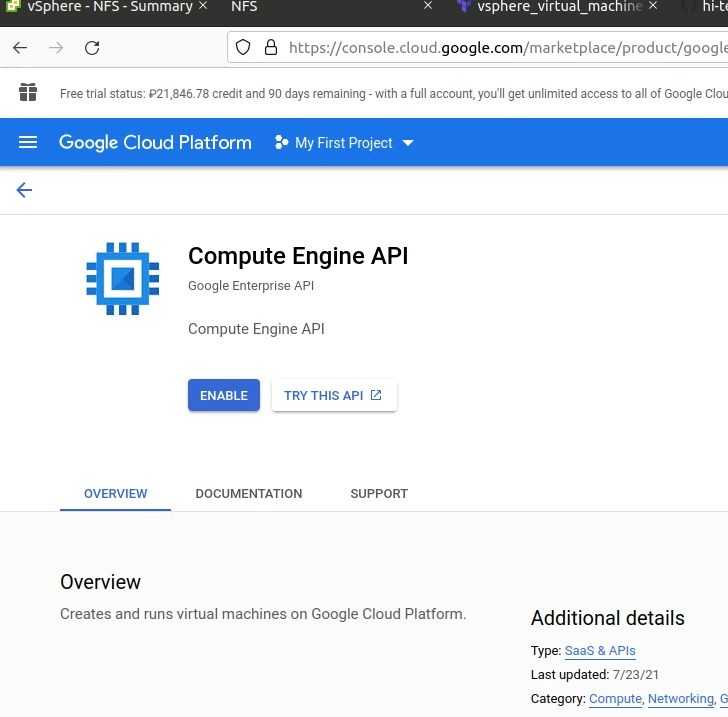 vSphere - NFS - Summary
NFS
vsphere_virtual_machine
https://console.cloud.google.com/marketplace/product/google
Free trial status: ₽21,846.78 credit and 90 days remaining - with a full account, you'll get unlimited access to all of Google Clou
Google Cloud Platform
My First Project
Compute Engine API
Google Enterprise API
Compute Engine API
ENABLE
TRY THIS API
OVERVIEW
DOCUMENTATION
SUPPORT
Overview
Creates and runs virtual machines on Google Cloud Platform.
Additional details
Type: SaaS & APIs
Last updated: 7/23/21
Category: Compute, Networking, G